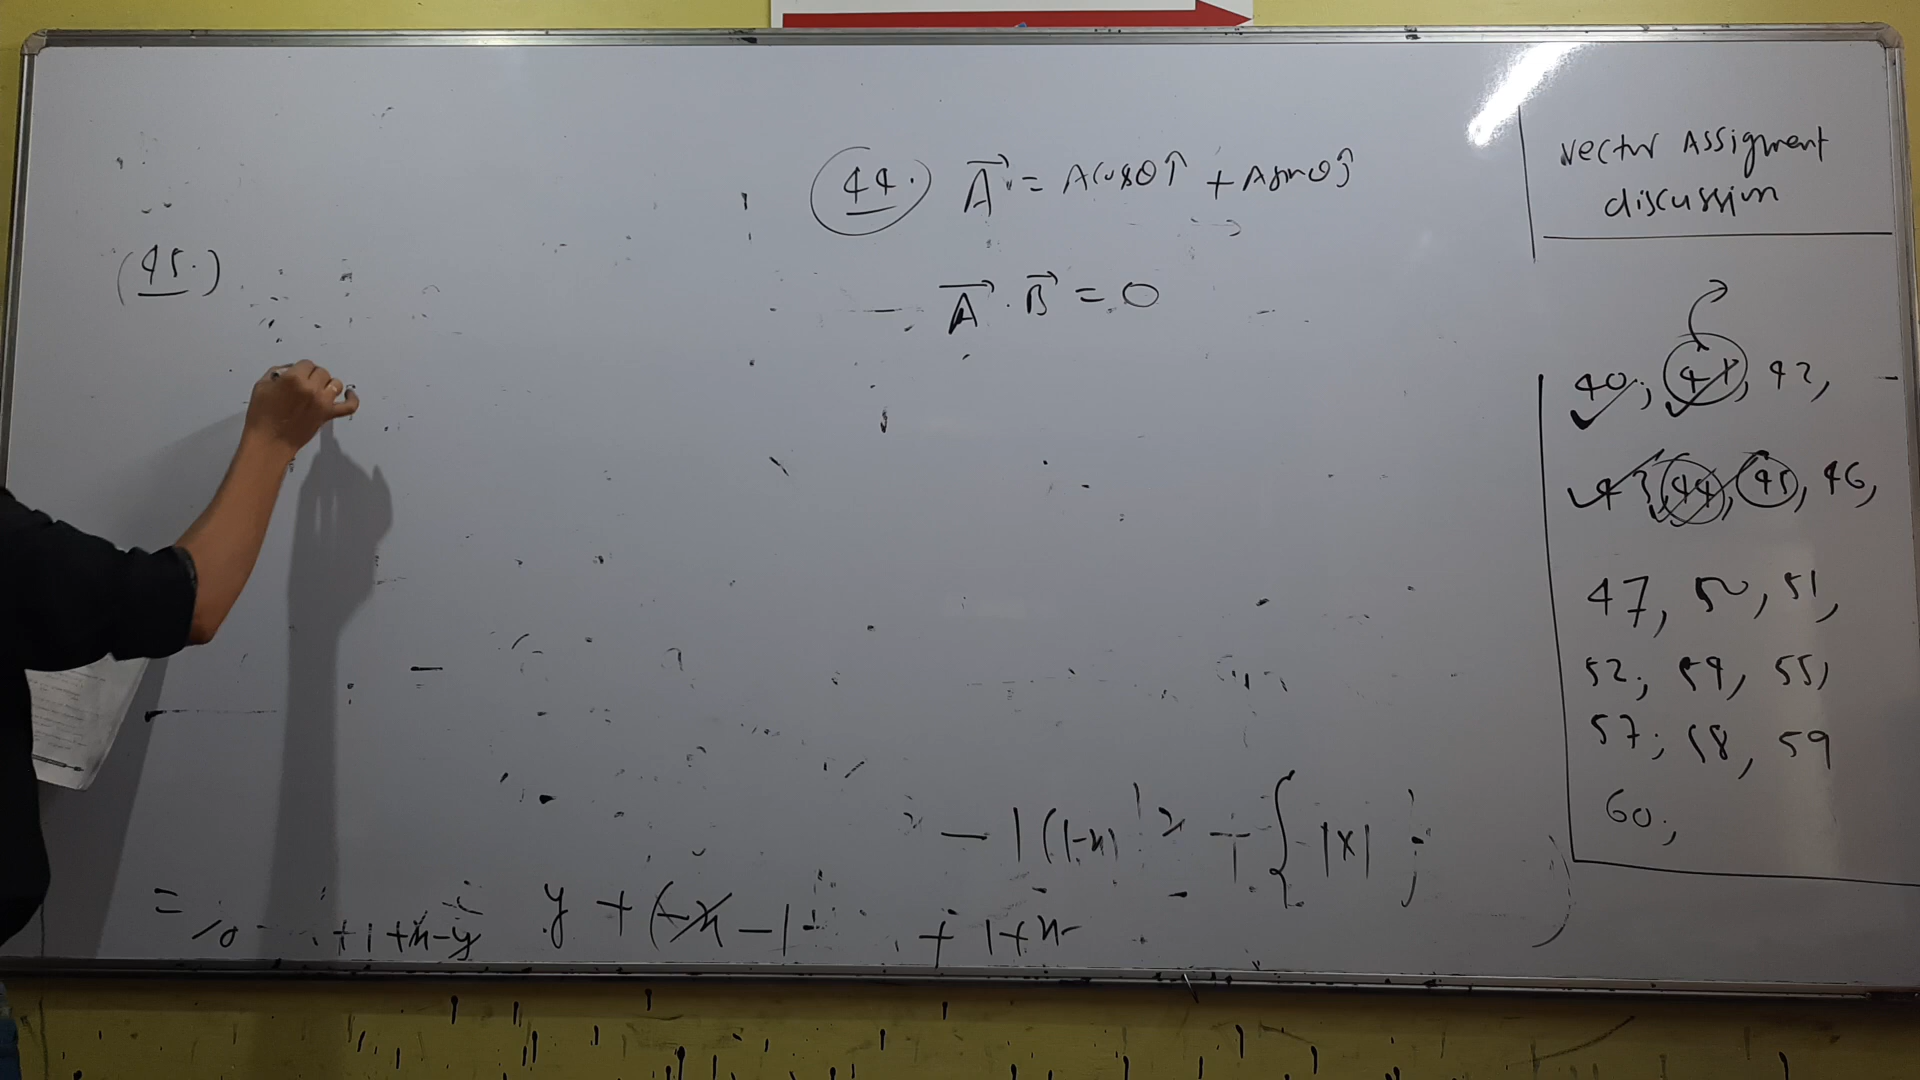 (44.) A⃗ = Acosθ î + Asinθ ĵ
A⃗ . B⃗ = 0
(45.)
Vector Assigment
discussion
40, 41, 42,
43, 44, 45, 46,
47, 50, 51,
52, 54, 55,
57, 58, 59
60,